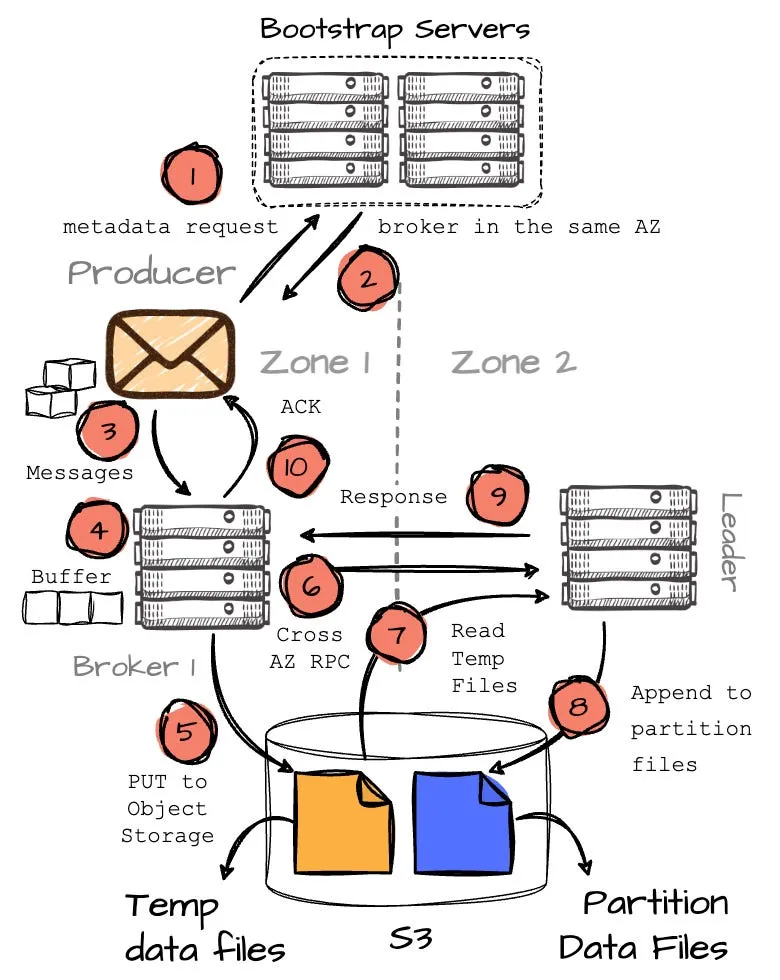 Bootstrap Servers
1
metadata request
broker in the same AZ
Producer
2
Zone 1
Zone 2
ACK
3
10
Messages
Response
9
4
Leader
Buffer
6
Cross
AZ RPC
7
Read
Temp
Files
Broker 1
5
8
Append to
partition
files
PUT to
Object
Storage
Temp
data files
S3
Partition
Data Files